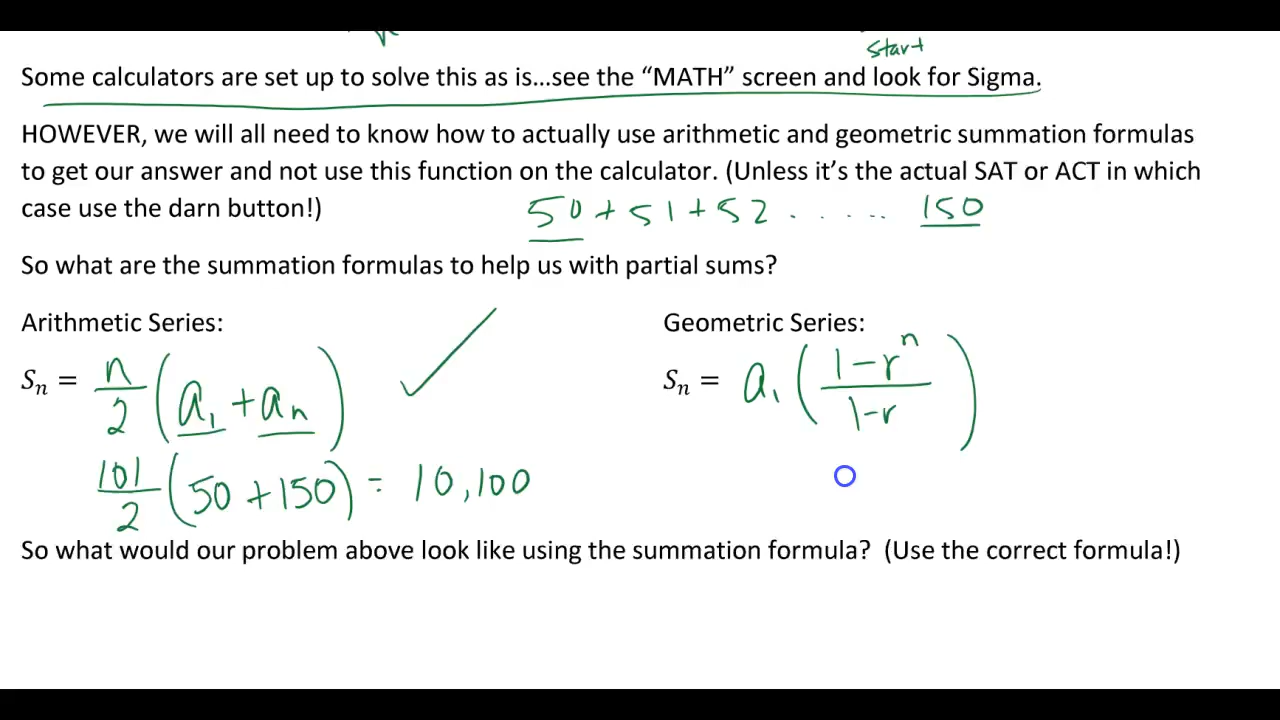 start
Some calculators are set up to solve this as is…see the “MATH” screen and look for Sigma.
HOWEVER, we will all need to know how to actually use arithmetic and geometric summation formulas
to get our answer and not use this function on the calculator. (Unless it’s the actual SAT or ACT in which
case use the darn button!)
50 + 51 + 52 . . . . . 150
So what are the summation formulas to help us with partial sums?
Arithmetic Series:
Sₙ = n/2 (a₁ + aₙ)
101/2 (50 + 150) = 10,100
Geometric Series:
Sₙ = a₁ (1-rⁿ/1-r)
So what would our problem above look like using the summation formula? (Use the correct formula!)